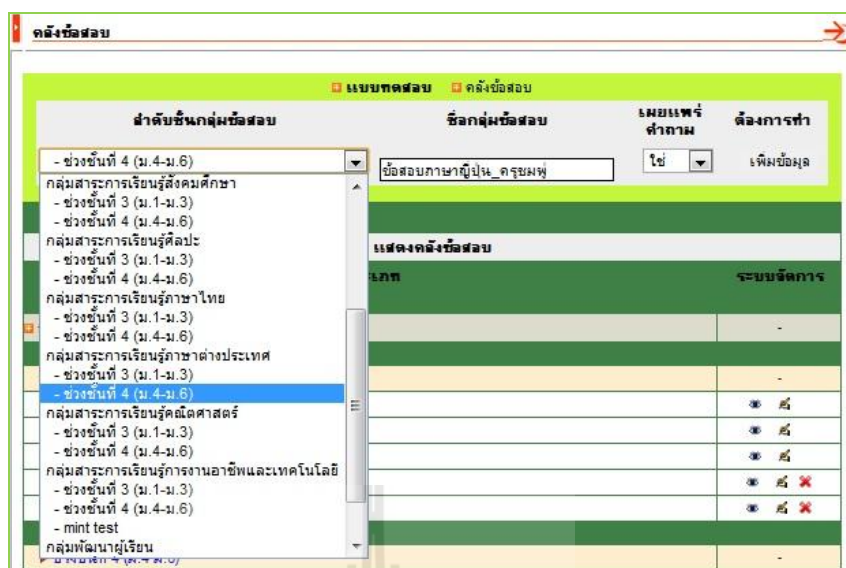 คลังข้อสอบ
แบบทดสอบ คลังข้อสอบ
ลำดับชั้นกลุ่มข้อสอบ ชื่อกลุ่มข้อสอบ เผยแพร่คำถาม ต้องการทำ
- ช่วงชั้นที่ 4 (ม.4-ม.6) ข้อสอบภาษาญี่ปุ่น_ครูชมพู่ ใช่ เพิ่มข้อมูล
กลุ่มสาระการเรียนรู้สังคมศึกษา
- ช่วงชั้นที่ 3 (ม.1-ม.3)
- ช่วงชั้นที่ 4 (ม.4-ม.6)
กลุ่มสาระการเรียนรู้ศิลปะ
แสดงคลังข้อสอบ
- ช่วงชั้นที่ 3 (ม.1-ม.3)
- ช่วงชั้นที่ 4 (ม.4-ม.6)
ระบบจัดการ
กลุ่มสาระการเรียนรู้ภาษาไทย
- ช่วงชั้นที่ 3 (ม.1-ม.3)
- ช่วงชั้นที่ 4 (ม.4-ม.6)
-
กลุ่มสาระการเรียนรู้ภาษาต่างประเทศ
- ช่วงชั้นที่ 3 (ม.1-ม.3)
-
- ช่วงชั้นที่ 4 (ม.4-ม.6)
กลุ่มสาระการเรียนรู้คณิตศาสตร์
- ช่วงชั้นที่ 3 (ม.1-ม.3)
- ช่วงชั้นที่ 4 (ม.4-ม.6)
กลุ่มสาระการเรียนรู้การงานอาชีพและเทคโนโลยี
- ช่วงชั้นที่ 3 (ม.1-ม.3)
- ช่วงชั้นที่ 4 (ม.4-ม.6)
- mint test
กลุ่มพัฒนาผู้เรียน
-